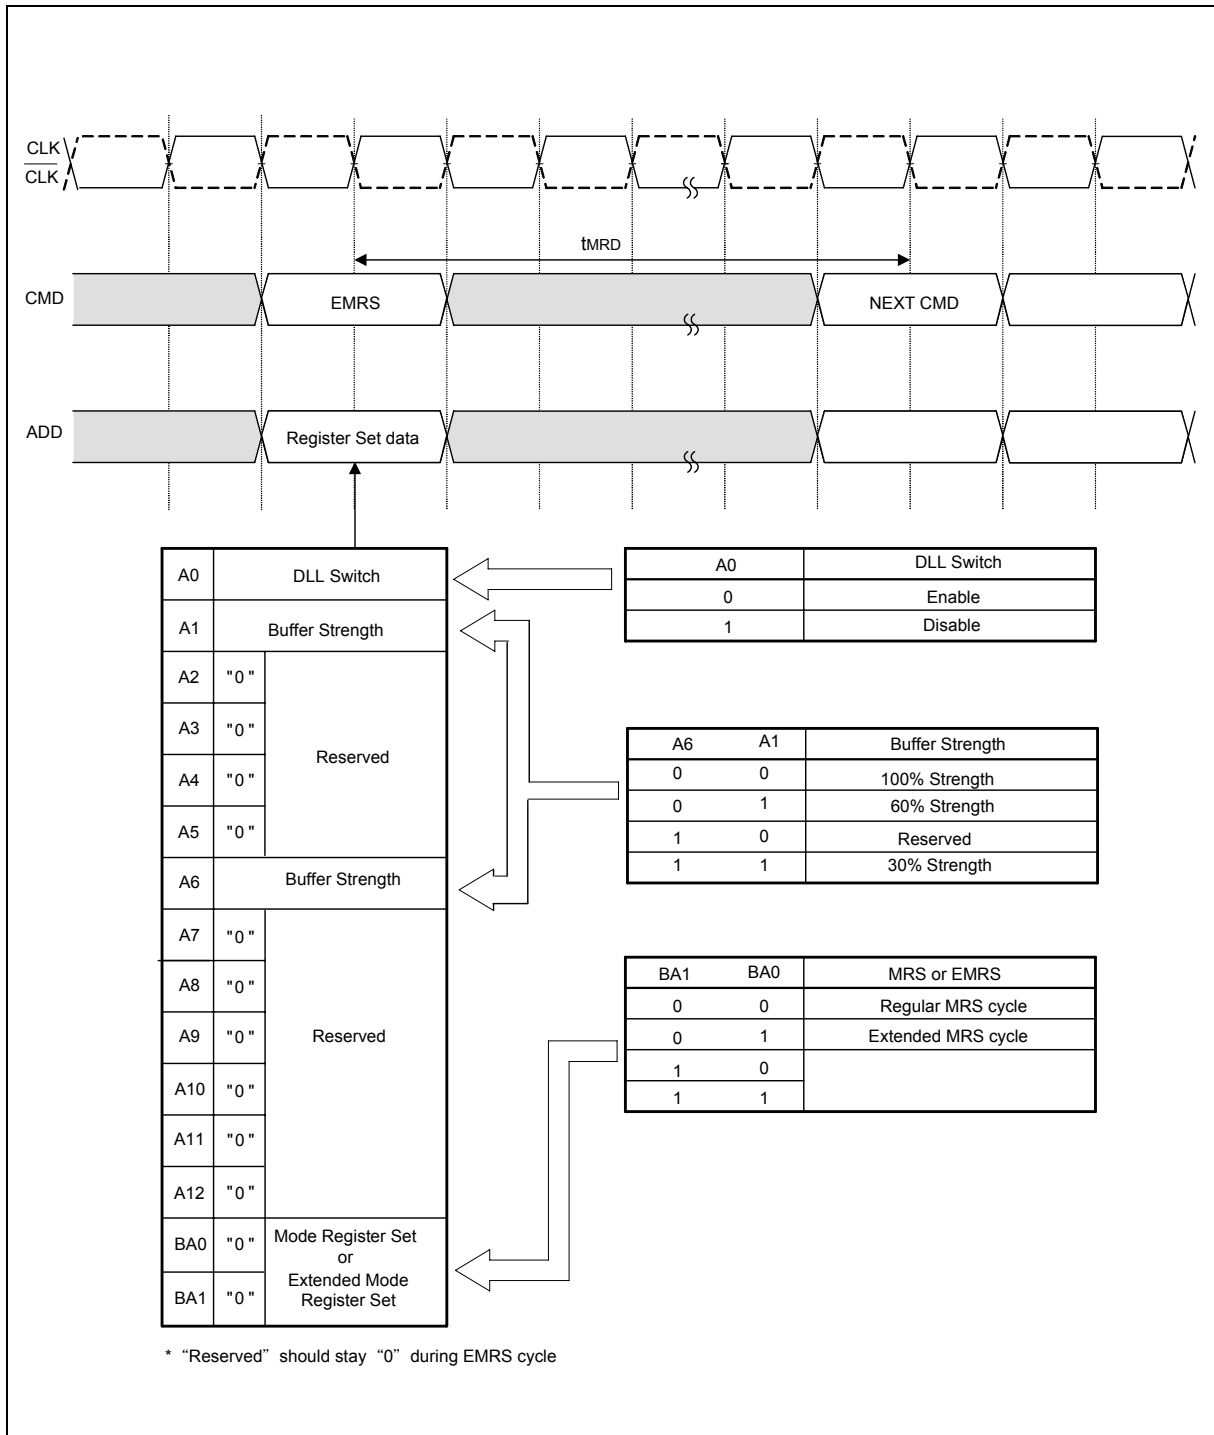 CLK
CLK
tMRD
CMD
EMRS
NEXT CMD
ADD
Register Set data
A0 DLL Switch
A1 Buffer Strength
A2 "0"
A3 "0"
Reserved
A4 "0"
A5 "0"
A6 Buffer Strength
A7 "0"
A8 "0"
A9 "0" Reserved
A10 "0"
A11 "0"
A12 "0"
BA0 "0" Mode Register Set
or
Extended Mode
BA1 "0" Register Set
A0 DLL Switch
0 Enable
1 Disable
A6 A1 Buffer Strength
0 0 100% Strength
0 1 60% Strength
1 0 Reserved
1 1 30% Strength
BA1 BA0 MRS or EMRS
0 0 Regular MRS cycle
0 1 Extended MRS cycle
1 0
1 1
* “Reserved” should stay “0” during EMRS cycle